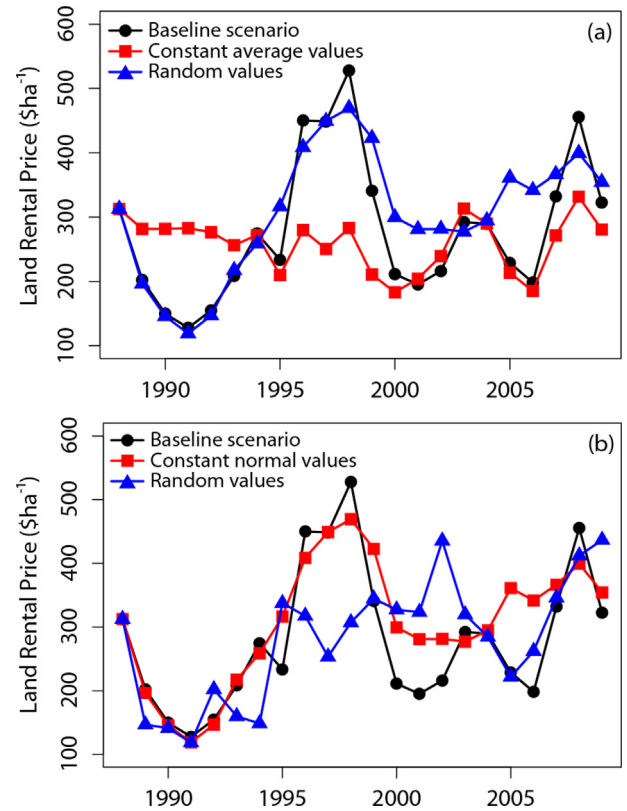 600
500
400
300
200
100
Land Rental Price ($ha⁻¹)
Baseline scenario
Constant average values
Random values
(a)
1990 1995 2000 2005
600
500
400
300
200
100
Land Rental Price ($ha⁻¹)
Baseline scenario
Constant normal values
Random values
(b)
1990 1995 2000 2005